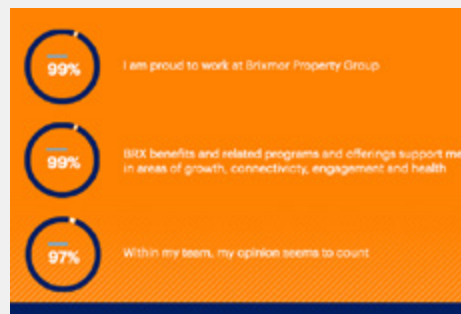 99%
I am proud to work at Brixmor Property Group
99%
BRX benefits and related programs and offerings support me
in areas of growth, connectivicty, engagement and health
97%
Within my team, my opinion seems to count